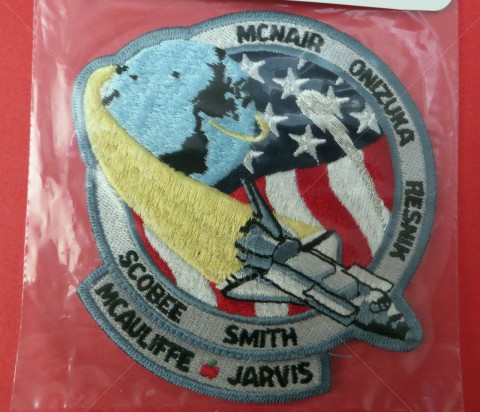 MCNAIR ONIZUKA RESNIK
SCOBEE SMITH
MCAULIFFE JARVIS